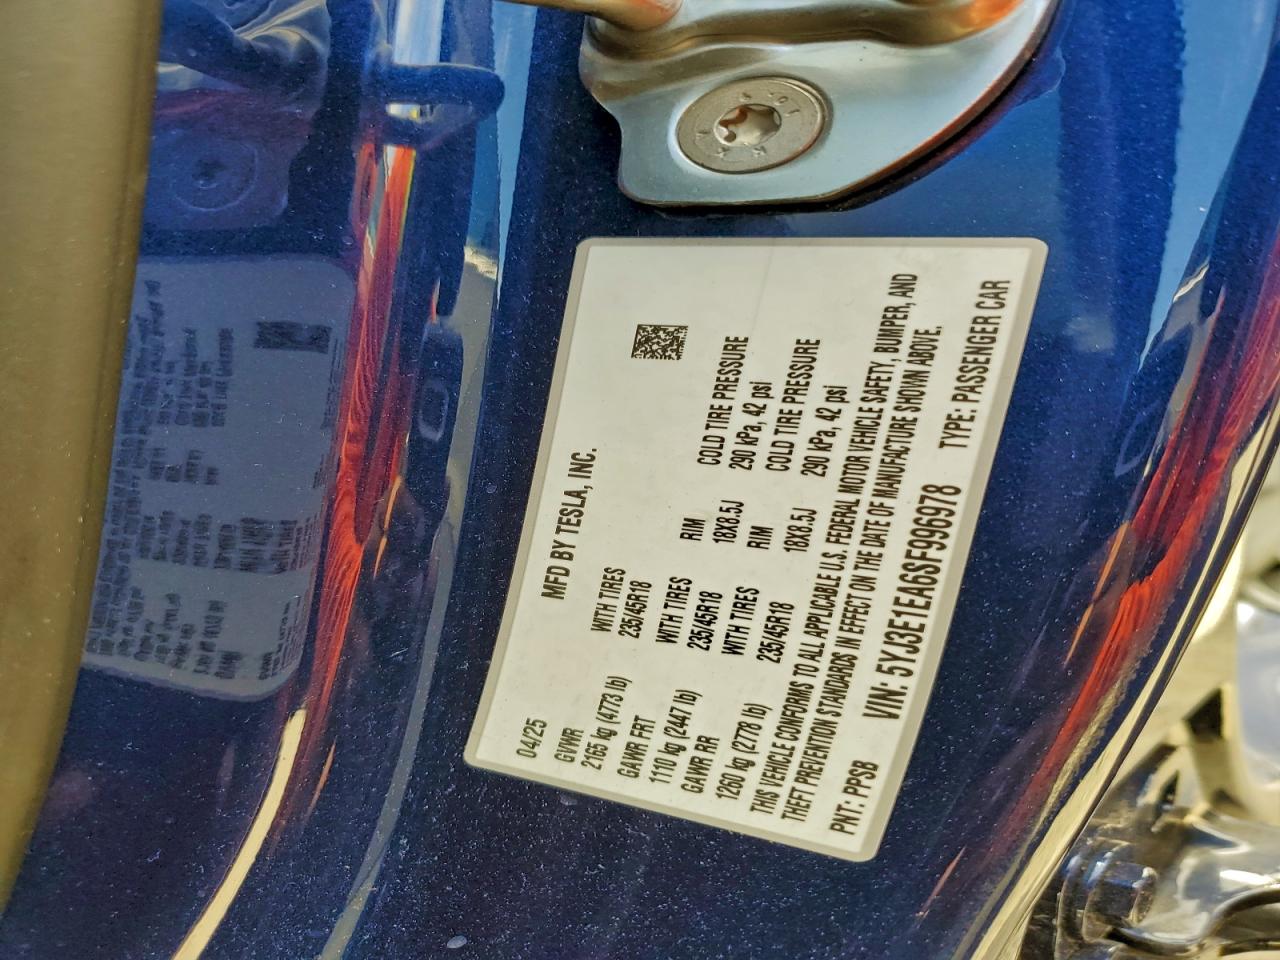 MFD BY TESLA, INC.
04/25
GVWR WITH TIRES RIM COLD TIRE PRESSURE
2165 kg (4773 lb) 235/45R18 18X8.5J 290 kPa, 42 psi
GAWR FRT WITH TIRES RIM COLD TIRE PRESSURE
1110 kg (2447 lb) 235/45R18 18X8.5J 290 kPa, 42 psi
GAWR RR WITH TIRES
1260 kg (2778 lb) 235/45R18
THIS VEHICLE CONFORMS TO ALL APPLICABLE U.S. FEDERAL MOTOR VEHICLE SAFETY, BUMPER, AND
THEFT PREVENTION STANDARDS IN EFFECT ON THE DATE OF MANUFACTURE SHOWN ABOVE.
PNT: PPSB VIN: 5YJ3E1EA6SF996978 TYPE: PASSENGER CAR